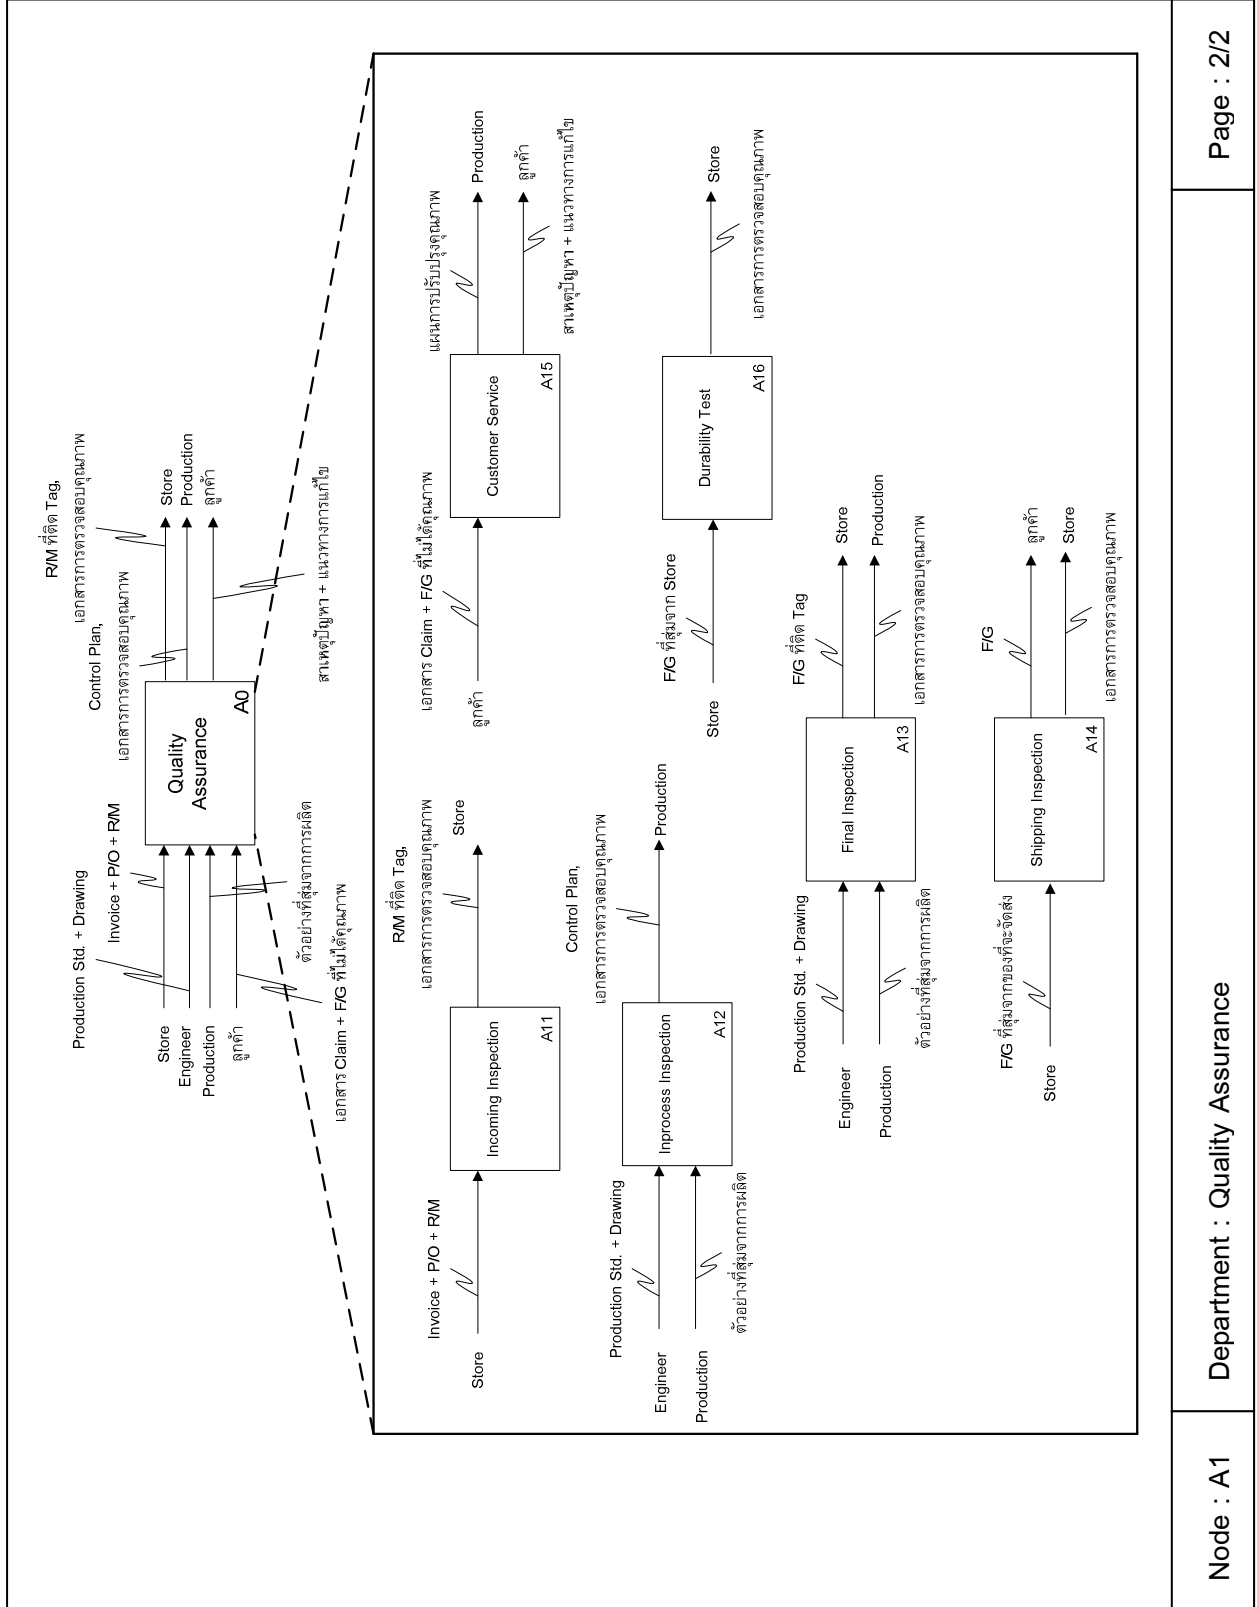 R/M ที่ติด Tag,
เอกสารการตรวจสอบคุณภาพ
Control Plan,
เอกสารการตรวจสอบคุณภาพ
Production Std. + Drawing
Invoice + P/O + R/M
Store
Engineer
Production
ลูกค้า
Quality
Assurance
A0
Store
Production
ลูกค้า
ตัวอย่างที่สุ่มจากการผลิต
เอกสาร Claim + F/G ที่ไม่ได้คุณภาพ
สาเหตุปัญหา + แนวทางการแก้ไข
Invoice + P/O + R/M
Store
Incoming Inspection
A11
R/M ที่ติด Tag,
เอกสารการตรวจสอบคุณภาพ
Store
เอกสาร Claim + F/G ที่ไม่ได้คุณภาพ
ลูกค้า
Customer Service
A15
แผนการปรับปรุงคุณภาพ
Production
ลูกค้า
สาเหตุปัญหา + แนวทางการแก้ไข
Production Std. + Drawing
Engineer
Production
ตัวอย่างที่สุ่มจากการผลิต
Inprocess Inspection
A12
Control Plan,
เอกสารการตรวจสอบคุณภาพ
Production
F/G ที่สุ่มจาก Store
Store
Durability Test
A16
Store
เอกสารการตรวจสอบคุณภาพ
Production Std. + Drawing
Engineer
Production
ตัวอย่างที่สุ่มจากการผลิต
Final Inspection
A13
F/G ที่ติด Tag
Store
Production
เอกสารการตรวจสอบคุณภาพ
F/G ที่สุ่มจากของที่จะจัดส่ง
Store
Shipping Inspection
A14
F/G
ลูกค้า
Store
เอกสารการตรวจสอบคุณภาพ
Node : A1
Department : Quality Assurance
Page : 2/2